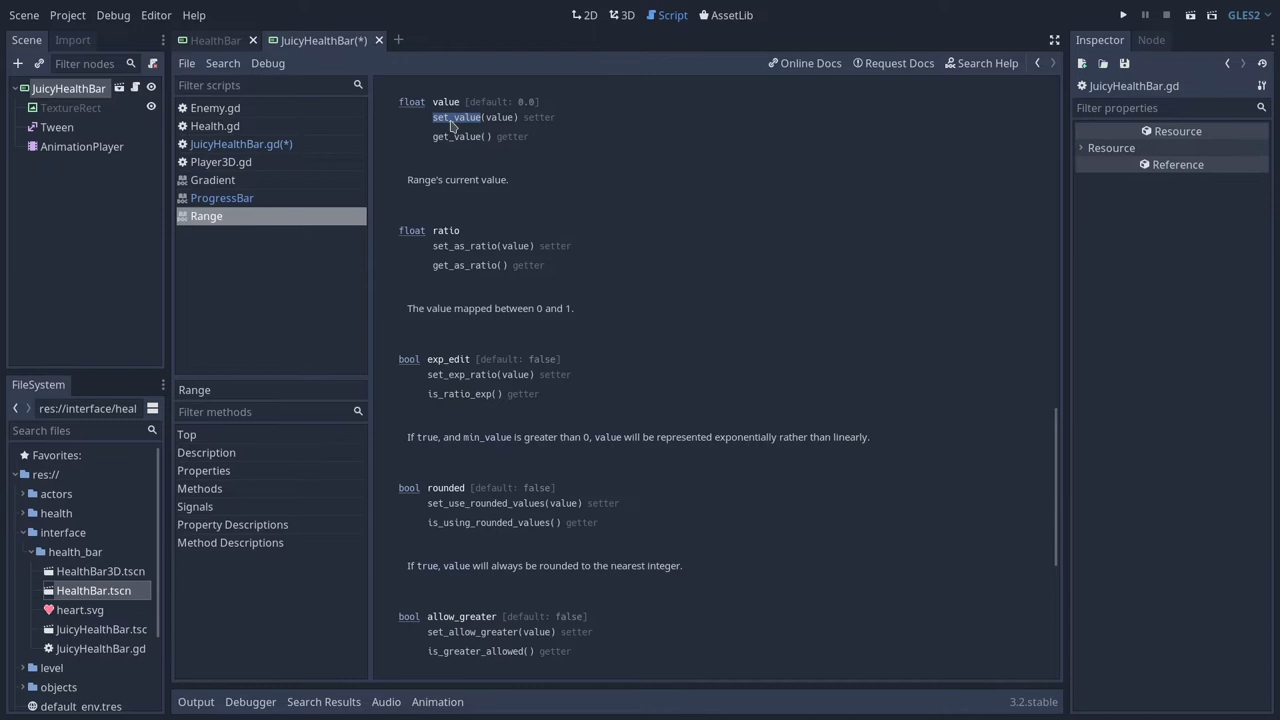 Scene Project Debug Editor Help
2D 3D Script AssetLib
GLES2
Scene Import
Filter nodes
JuicyHealthBar
TextureRect
Tween
AnimationPlayer
FileSystem
res://interface/heal
Search files
Favorites:
res://
actors
health
interface
health_bar
HealthBar3D.tscn
HealthBar.tscn
heart.svg
JuicyHealthBar.tsc
JuicyHealthBar.gd
level
objects
default_env.tres
HealthBar JuicyHealthBar(*)
File Search Debug
Online Docs Request Docs Search Help
Filter scripts
Enemy.gd
Health.gd
JuicyHealthBar.gd(*)
Player3D.gd
Gradient
ProgressBar
Range
Range
Filter methods
Top
Description
Properties
Methods
Signals
Property Descriptions
Method Descriptions
float value [default: 0.0]
set_value(value) setter
get_value() getter
Range's current value.
float ratio
set_as_ratio(value) setter
get_as_ratio() getter
The value mapped between 0 and 1.
bool exp_edit [default: false]
set_exp_ratio(value) setter
is_ratio_exp() getter
If true, and min_value is greater than 0, value will be represented exponentially rather than linearly.
bool rounded [default: false]
set_use_rounded_values(value) setter
is_using_rounded_values() getter
If true, value will always be rounded to the nearest integer.
bool allow_greater [default: false]
set_allow_greater(value) setter
is_greater_allowed() getter
Output Debugger Search Results Audio Animation
3.2.stable
Inspector Node
JuicyHealthBar.gd
Filter properties
Resource
Resource
Reference